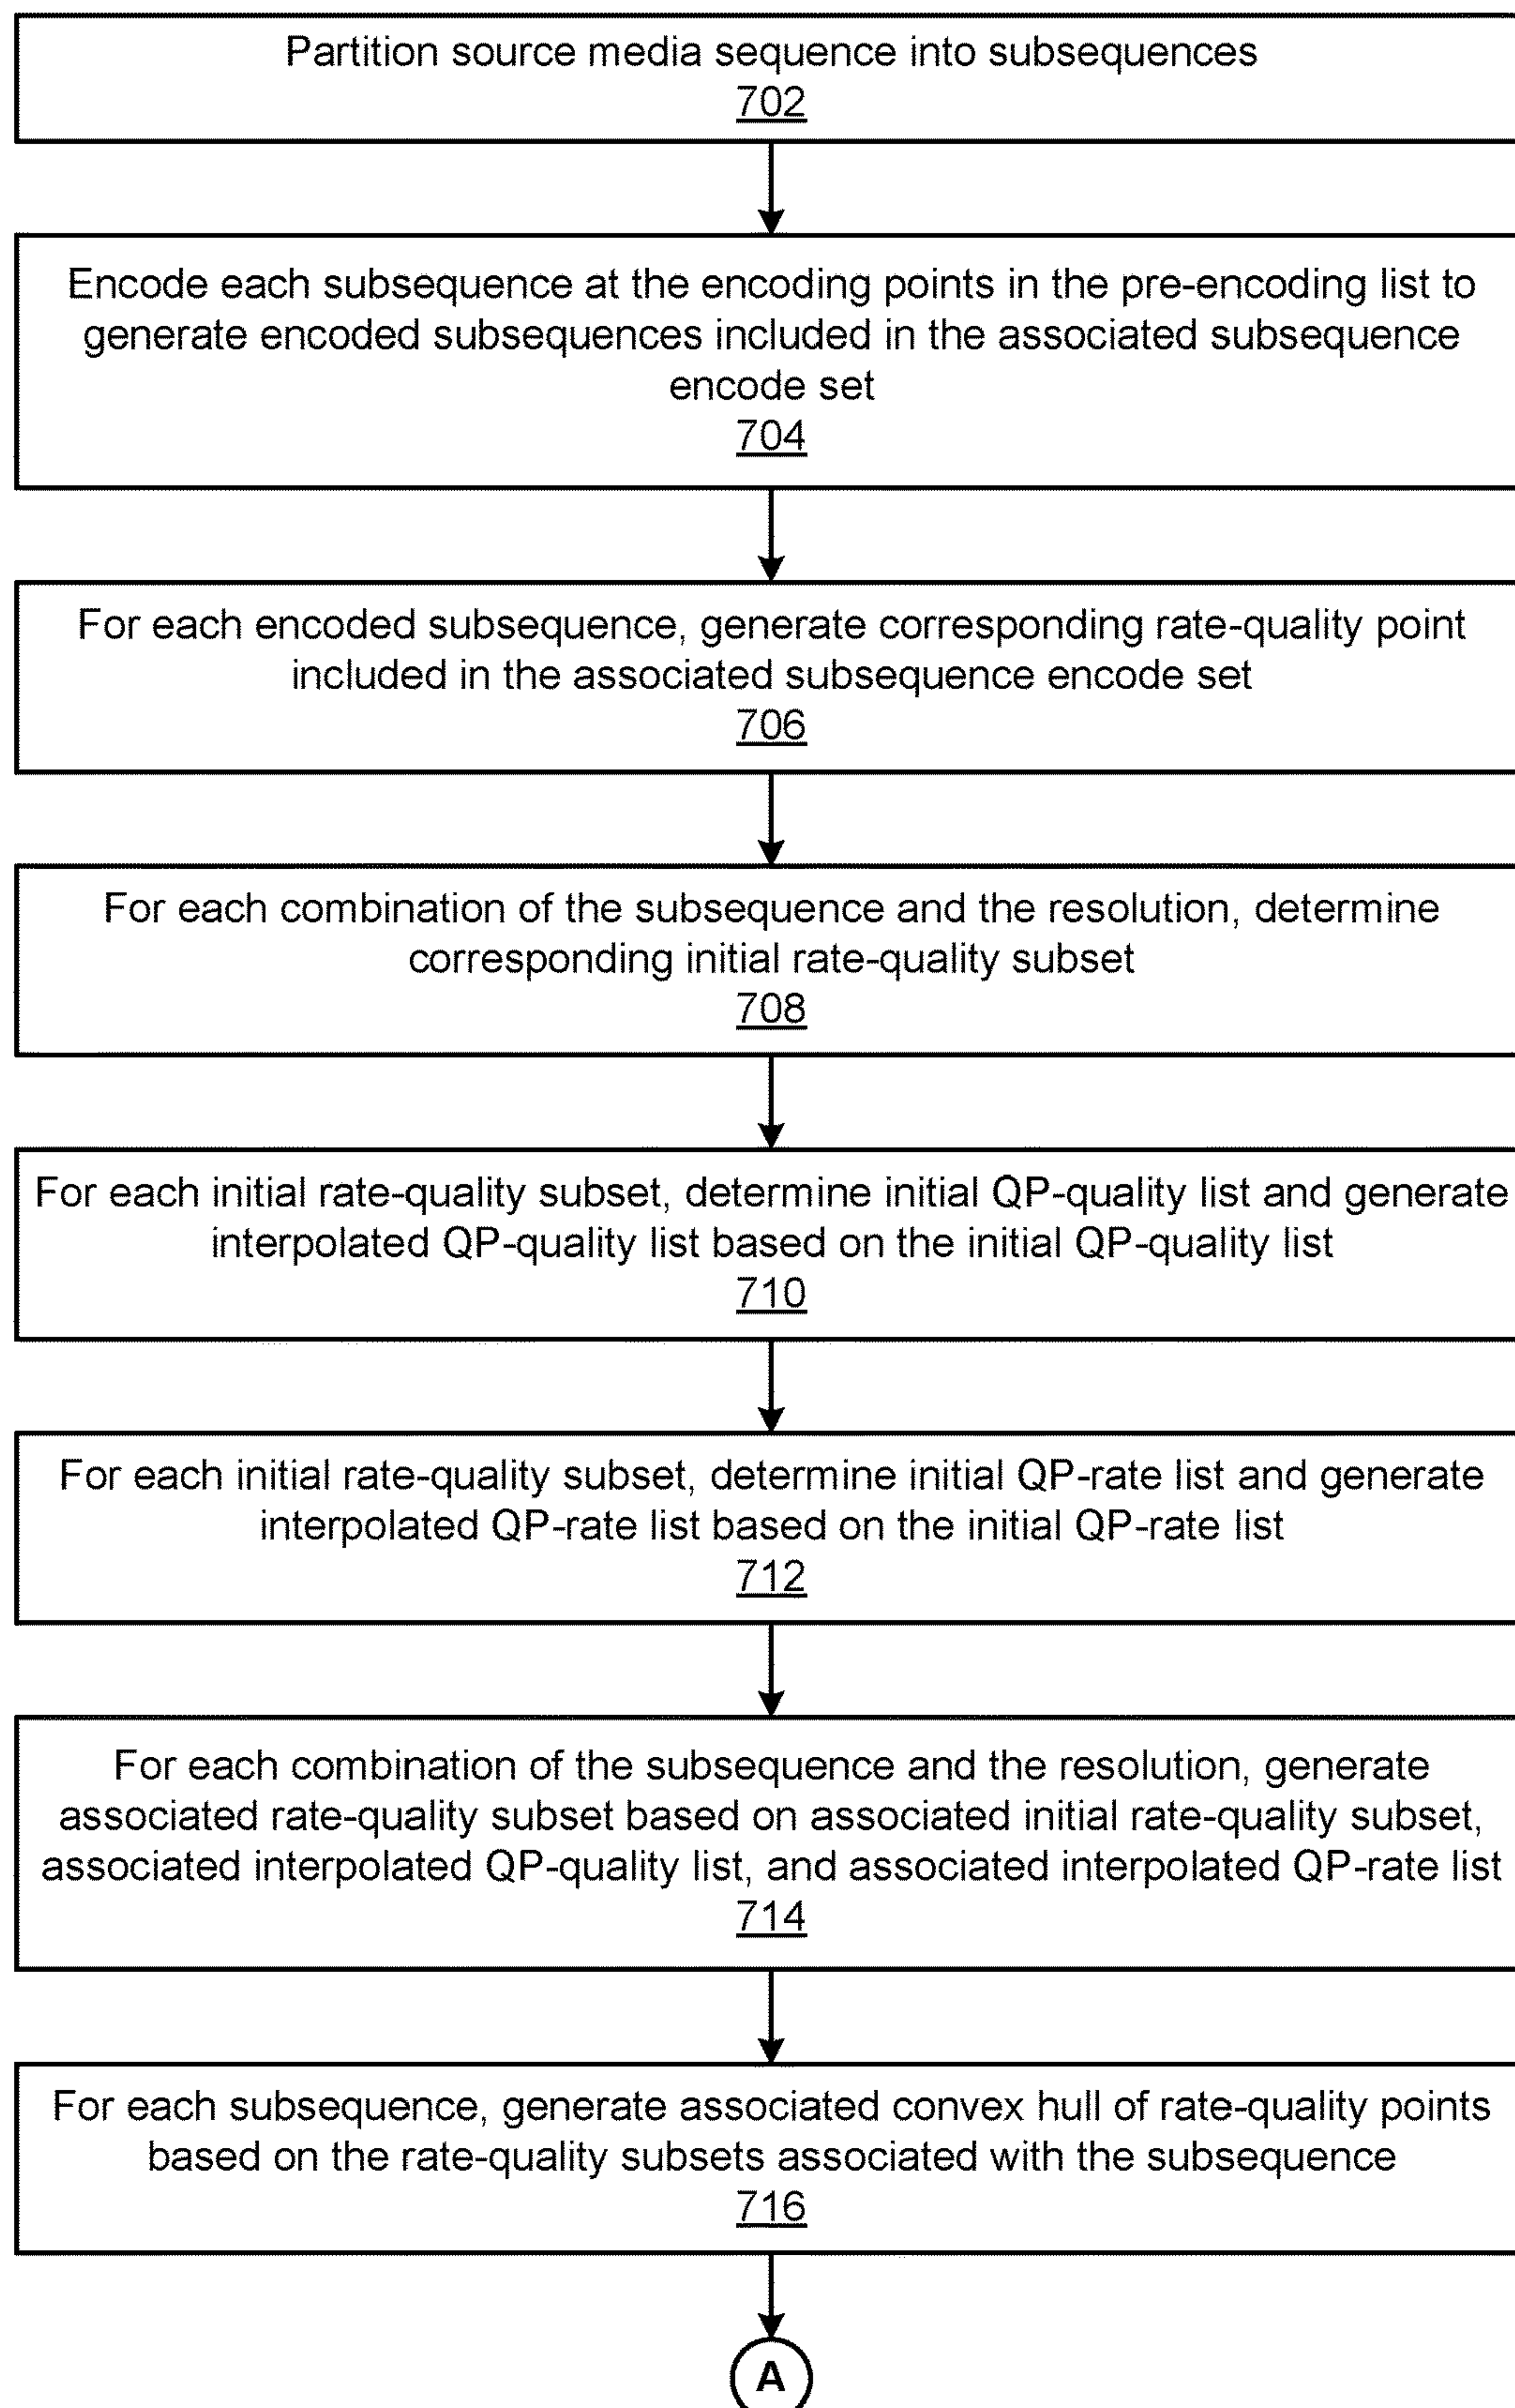 Partition source media sequence into subsequences
702
Encode each subsequence at the encoding points in the pre-encoding list to
generate encoded subsequences included in the associated subsequence
encode set
704
For each encoded subsequence, generate corresponding rate-quality point
included in the associated subsequence encode set
706
For each combination of the subsequence and the resolution, determine
corresponding initial rate-quality subset
708
For each initial rate-quality subset, determine initial QP-quality list and generate
interpolated QP-quality list based on the initial QP-quality list
710
For each initial rate-quality subset, determine initial QP-rate list and generate
interpolated QP-rate list based on the initial QP-rate list
712
For each combination of the subsequence and the resolution, generate
associated rate-quality subset based on associated initial rate-quality subset,
associated interpolated QP-quality list, and associated interpolated QP-rate list
714
For each subsequence, generate associated convex hull of rate-quality points
based on the rate-quality subsets associated with the subsequence
716
A